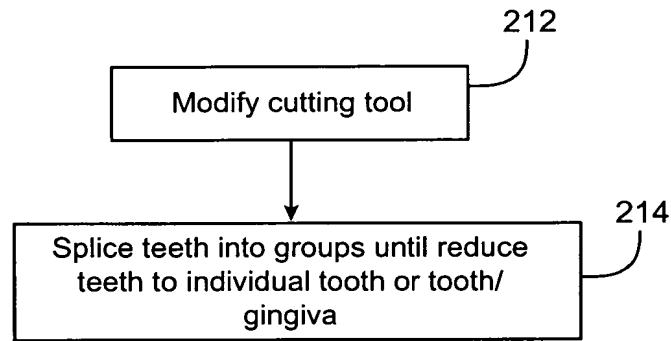 212
Modify cutting tool
214
Splice teeth into groups until reduce
teeth to individual tooth or tooth/
gingiva